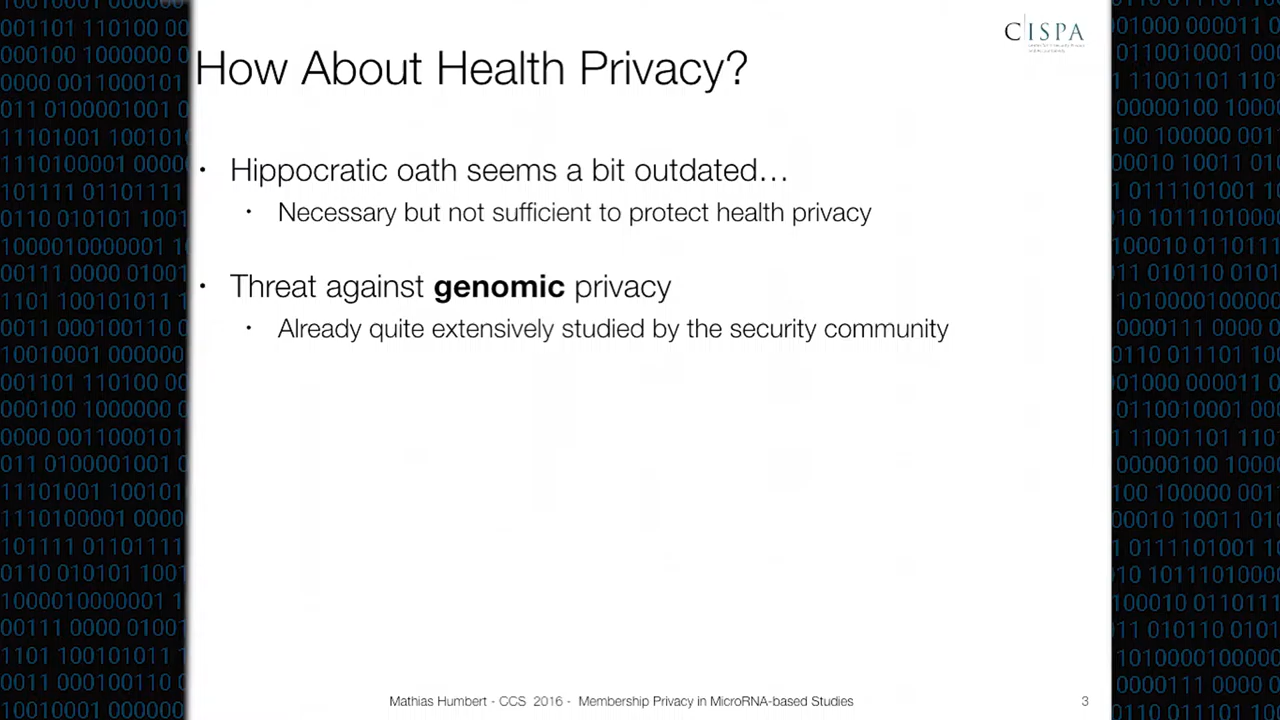 CISPA
How About Health Privacy?
• Hippocratic oath seems a bit outdated…
• Necessary but not sufficient to protect health privacy
• Threat against genomic privacy
• Already quite extensively studied by the security community
Mathias Humbert - CCS 2016 - Membership Privacy in MicroRNA-based Studies
3